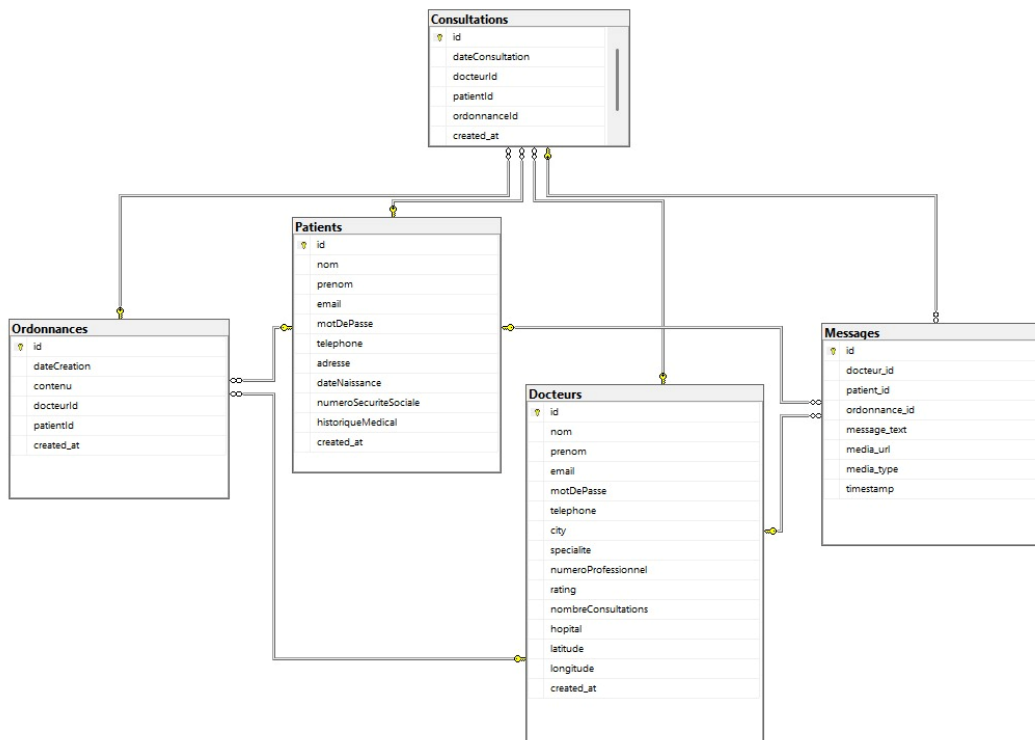 Consultations
id
dateConsultation
docteurId
patientId
ordonnanceId
created_at
Patients
id
nom
prenom
email
motDePasse
telephone
adresse
dateNaissance
numeroSecuriteSociale
historiqueMedical
created_at
Ordonnances
id
dateCreation
contenu
docteurId
patientId
created_at
Docteurs
id
nom
prenom
email
motDePasse
telephone
city
specialite
numeroProfessionnel
rating
nombreConsultations
hopital
latitude
longitude
created_at
Messages
id
docteur_id
patient_id
ordonnance_id
message_text
media_url
media_type
timestamp